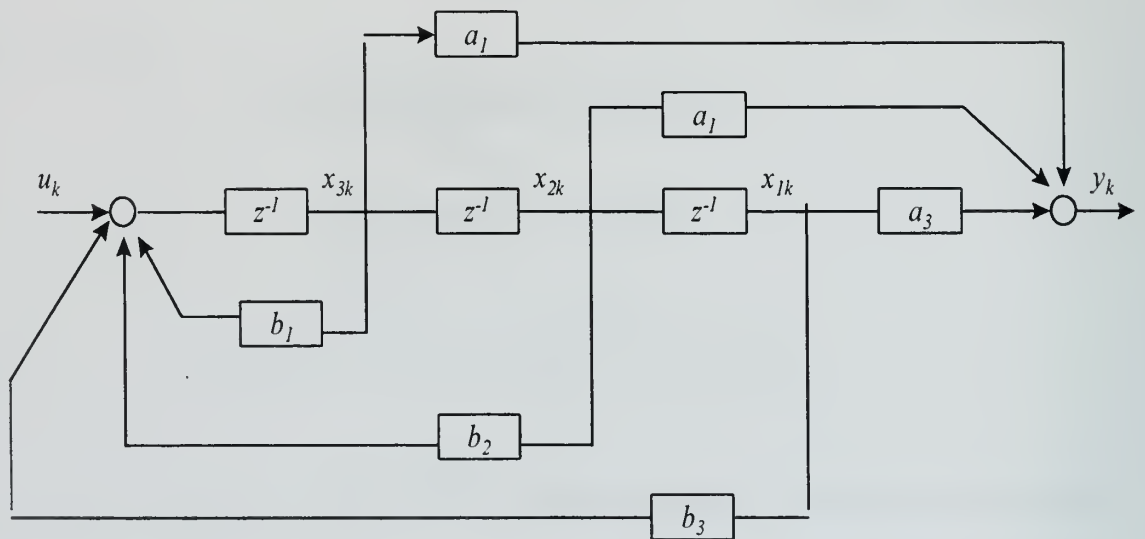 a₁
a₁
uₖ
x₃ₖ
x₂ₖ
x₁ₖ
yₖ
z⁻¹
z⁻¹
z⁻¹
a₃
b₁
b₂
b₃